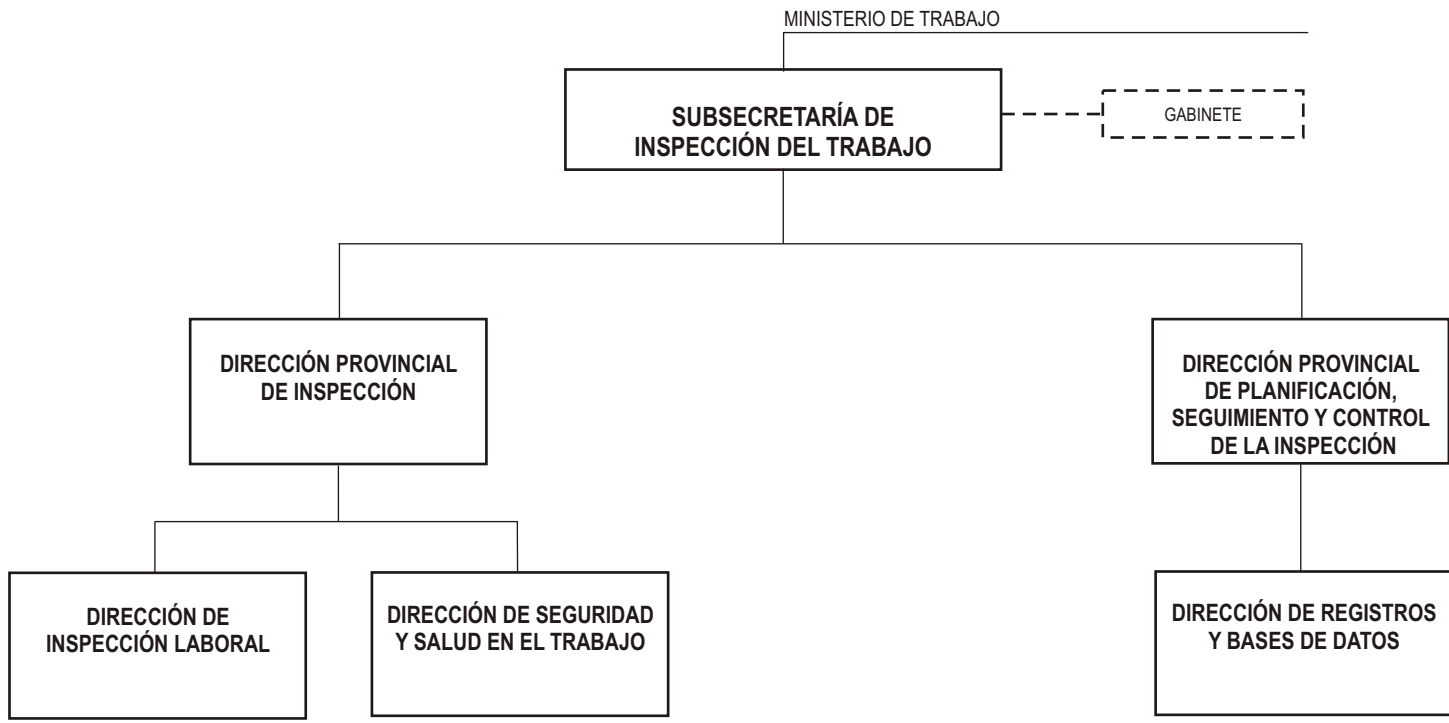 MINISTERIO DE TRABAJO
SUBSECRETARÍA DE
INSPECCIÓN DEL TRABAJO
GABINETE
DIRECCIÓN PROVINCIAL
DE INSPECCIÓN
DIRECCIÓN PROVINCIAL
DE PLANIFICACIÓN,
SEGUIMIENTO Y CONTROL
DE LA INSPECCIÓN
DIRECCIÓN DE
INSPECCIÓN LABORAL
DIRECCIÓN DE SEGURIDAD
Y SALUD EN EL TRABAJO
DIRECCIÓN DE REGISTROS
Y BASES DE DATOS